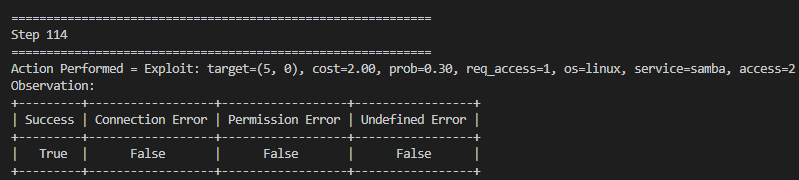 ============================================================
Step 114
============================================================
Action Performed = Exploit: target=(5, 0), cost=2.00, prob=0.30, req_access=1, os=linux, service=samba, access=2
Observation:
+---------+------------------+------------------+-----------------+
| Success | Connection Error | Permission Error | Undefined Error |
+---------+------------------+------------------+-----------------+
|   True  |      False       |      False       |      False      |
+---------+------------------+------------------+-----------------+